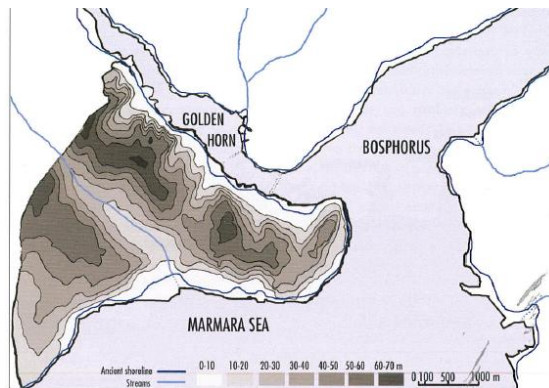 GOLDEN
HORN
BOSPHORUS
MARMARA SEA
Ancient shoreline
Streams
0-10 10-20 20-30 30-40 40-50 50-60 60-70 m
0 100 500 1000 m